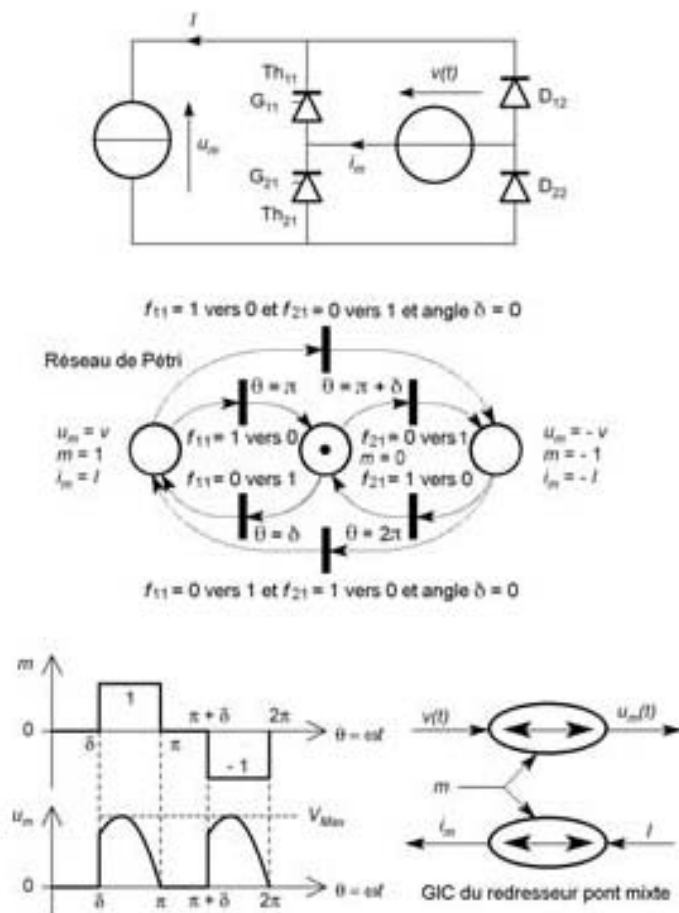 I
Th11
v(t)
G11
D12
um
im
G21
D22
Th21
f11 = 1 vers 0 et f21 = 0 vers 1 et angle δ = 0
Réseau de Pétri
θ = π
θ = π + δ
um = v
m = 1
im = I
f11 = 1 vers 0
f21 = 0 vers 1
m = 0
um = - v
m = - 1
im = - I
f11 = 0 vers 1
f21 = 1 vers 0
θ = δ
θ = 2π
f11 = 0 vers 1 et f21 = 1 vers 0 et angle δ = 0
m
1
π + δ
2π
0
δ
π
θ = ωt
- 1
um
VMax
0
δ
π
π + δ
2π
θ = ωt
v(t)
um(t)
m
im
I
GIC du redresseur pont mixte